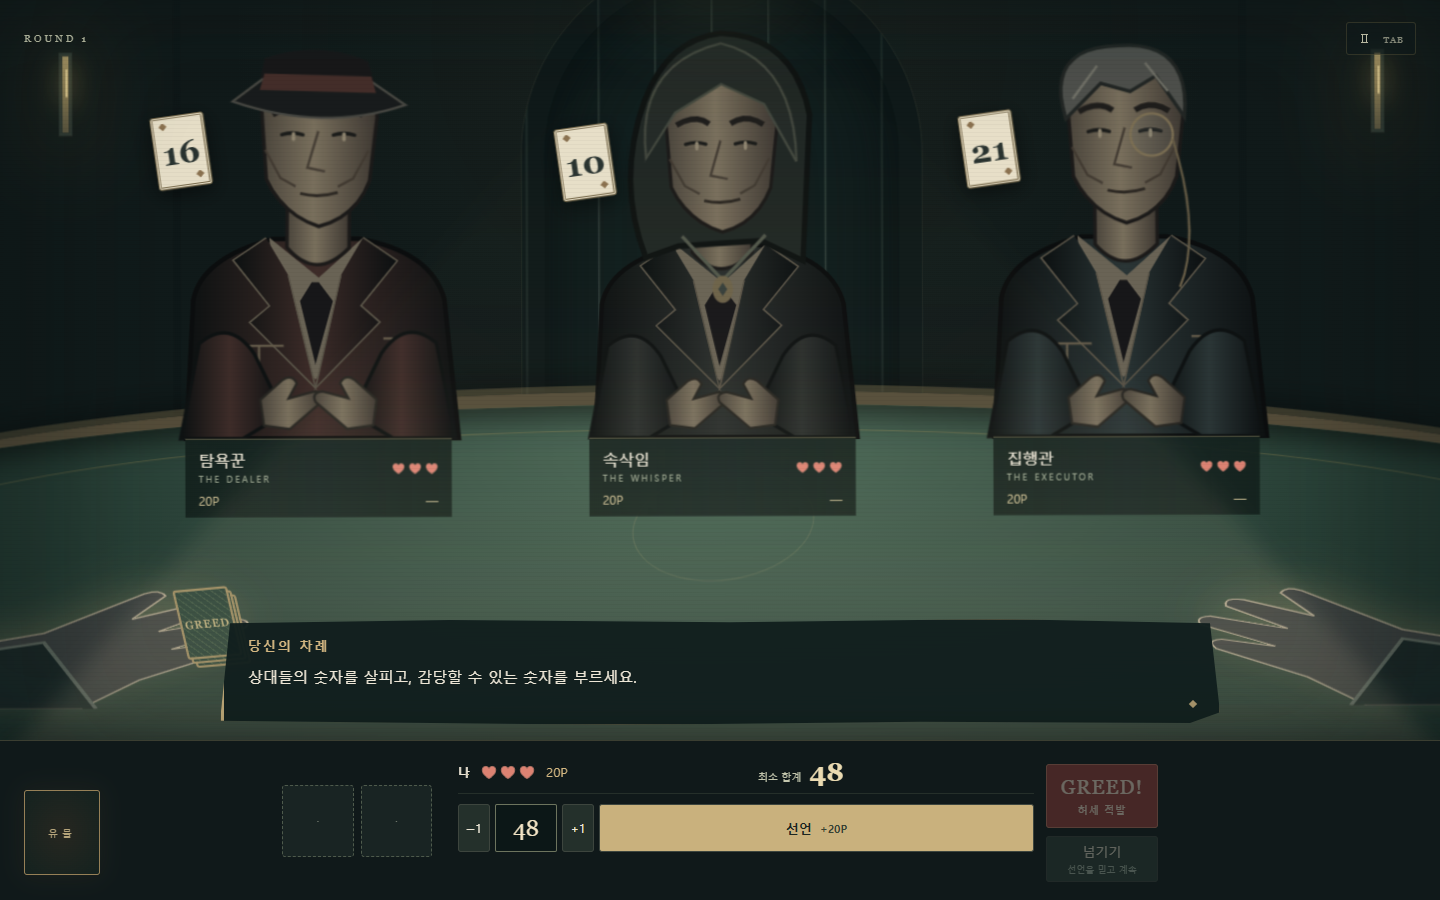 ROUND 1
II TAB
16
10
21
탐욕꾼
THE DEALER
20P —
속삭임
THE WHISPER
20P —
집행관
THE EXECUTOR
20P —
GREED
당신의 차례
상대들의 숫자를 살피고, 감당할 수 있는 숫자를 부르세요.
유물
나 20P
최소 합계 48
−1 48 +1
선언 +20P
GREED!
허세 적발
넘기기
선언을 믿고 계속